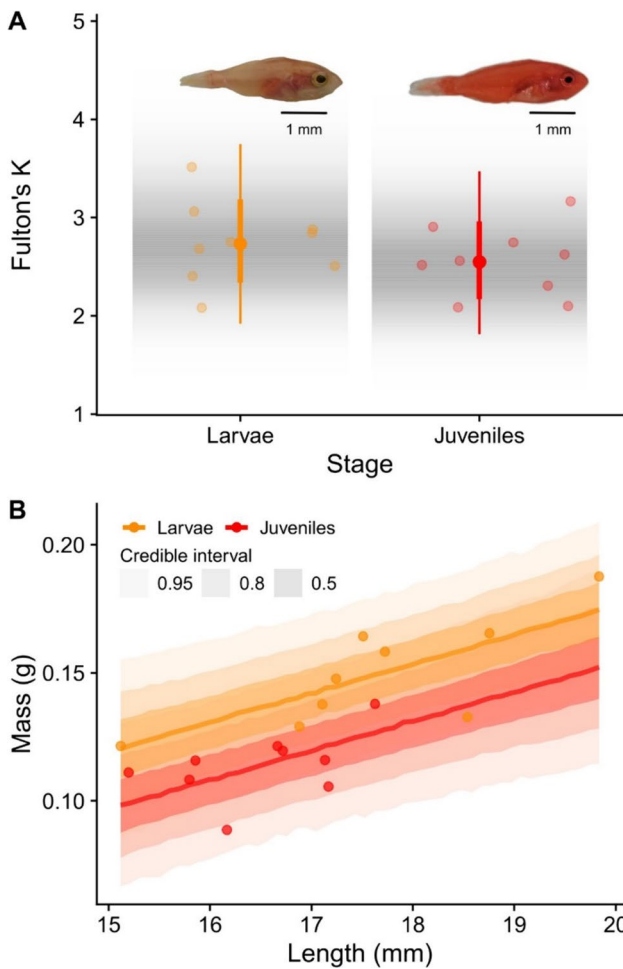 A
5
4
3
2
1
Fulton's K
1 mm
1 mm
Larvae
Juveniles
Stage
B
Larvae
Juveniles
Credible interval
0.95
0.8
0.5
0.20
0.15
0.10
Mass (g)
15
16
17
18
19
20
Length (mm)